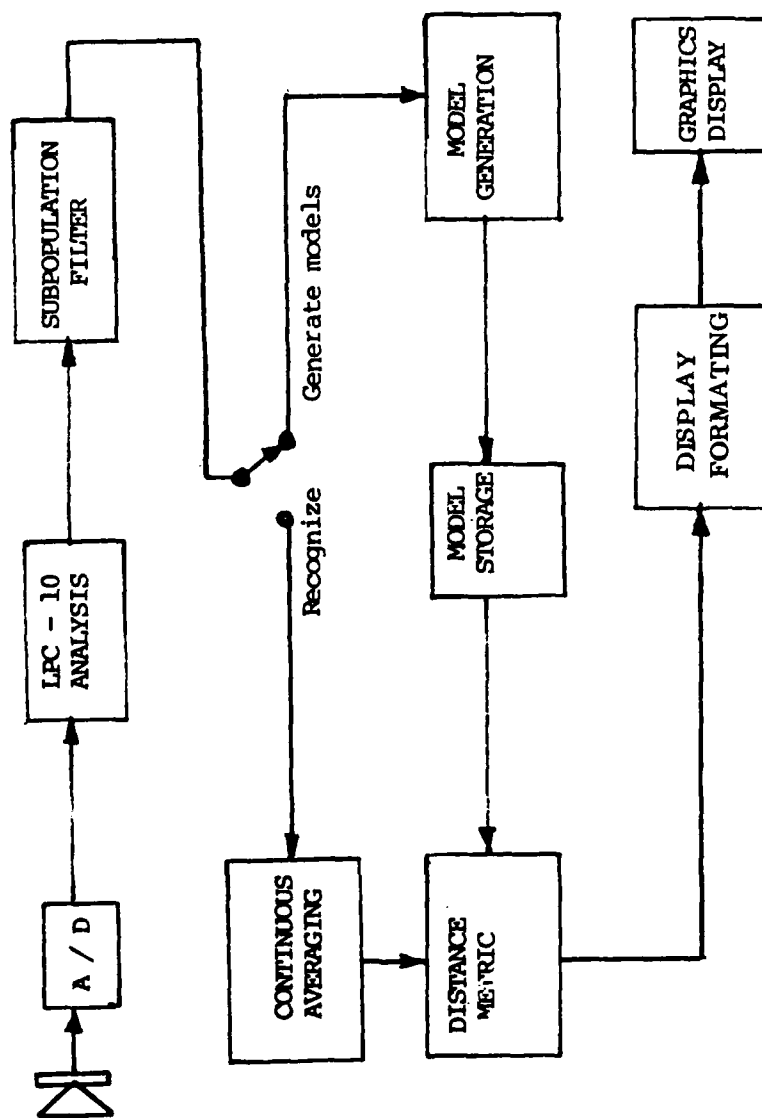 A / D
LPC - 10
ANALYSIS
SUBPOPULATION
FILTER
Recognize
Generate models
CONTINUOUS
AVERAGING
DISTANCE
METRIC
MODEL
STORAGE
MODEL
GENERATION
DISPLAY
FORMATING
GRAPHICS
DISPLAY